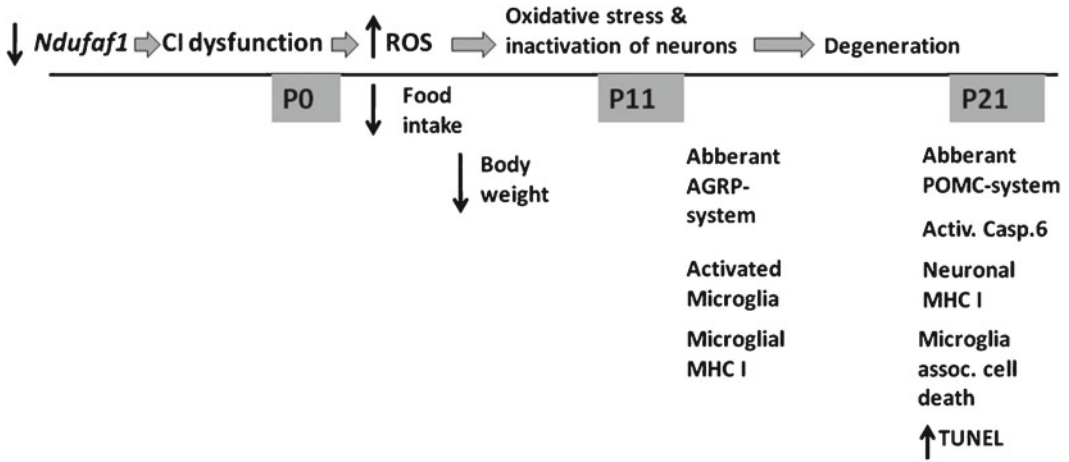 Ndufaf1 CI dysfunction ROS
Oxidative stress &
inactivation of neurons
Degeneration
P0
P11
P21
Food
intake
Body
weight
Abberant
AGRP-
system
Activated
Microglia
Microglial
MHC I
Abberant
POMC-system
Activ. Casp.6
Neuronal
MHC I
Microglia
assoc. cell
death
TUNEL